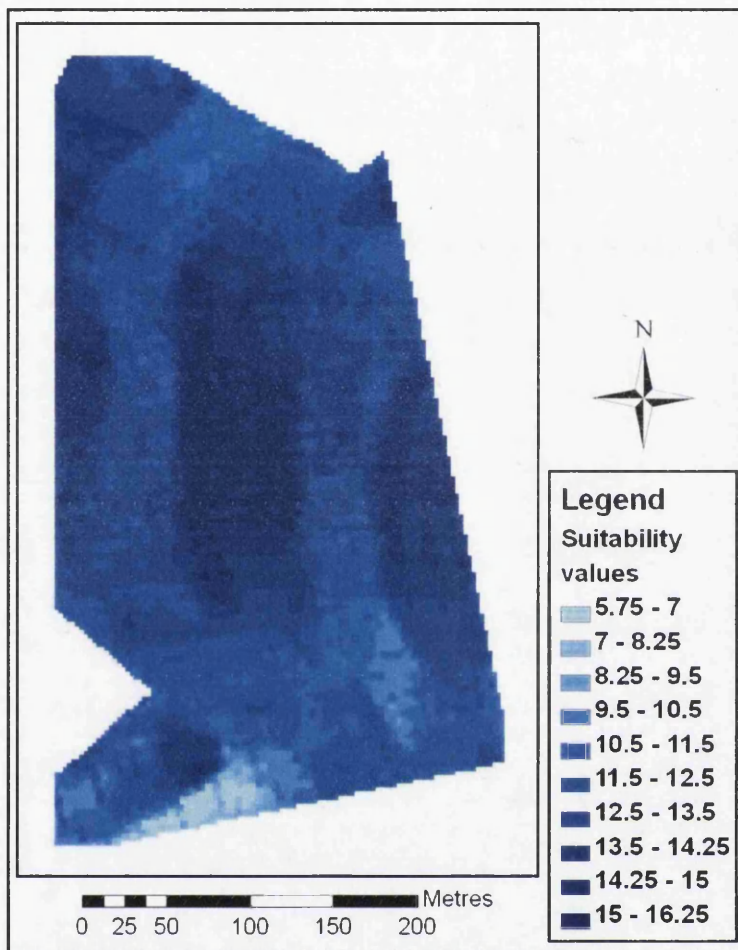 N
Legend
Suitability
values
5.75 - 7
7 - 8.25
8.25 - 9.5
9.5 - 10.5
10.5 - 11.5
11.5 - 12.5
12.5 - 13.5
13.5 - 14.25
14.25 - 15
15 - 16.25
Metres
0 25 50 100 150 200